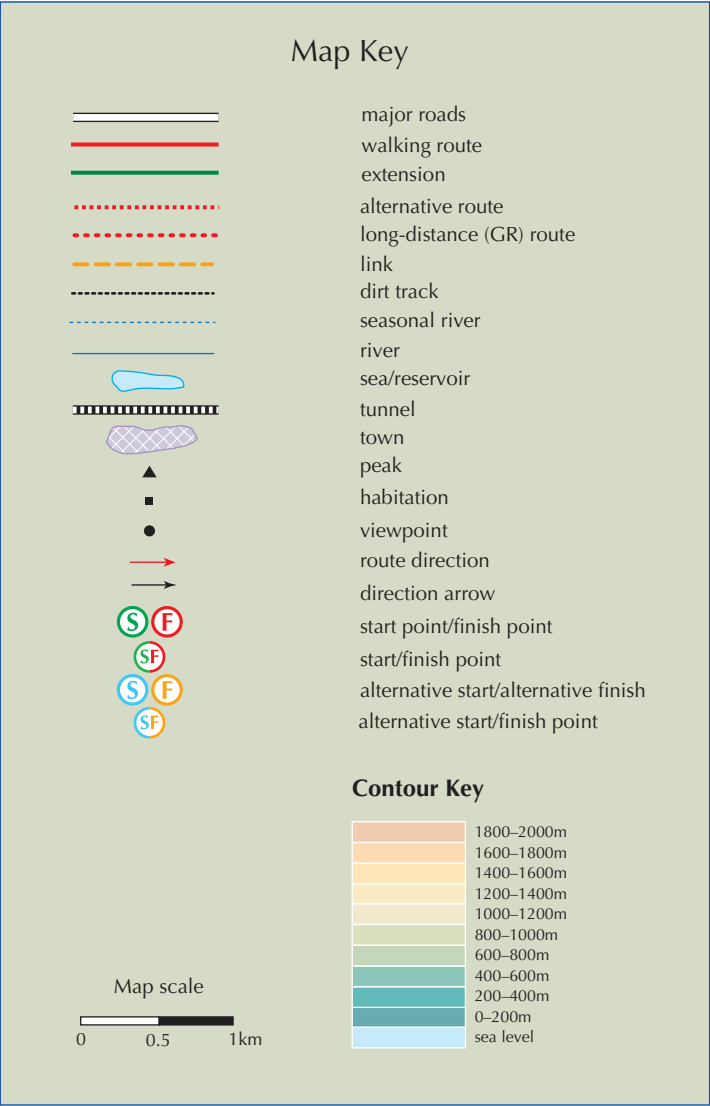 Map Key
major roads
walking route
extension
alternative route
long-distance (GR) route
link
dirt track
seasonal river
river
sea/reservoir
tunnel
town
peak
habitation
viewpoint
route direction
direction arrow
S F start point/finish point
SF start/finish point
S F alternative start/alternative finish
SF alternative start/finish point
Contour Key
1800–2000m
1600–1800m
1400–1600m
1200–1400m
1000–1200m
800–1000m
600–800m
400–600m
200–400m
0–200m
sea level
Map scale
0 0.5 1km